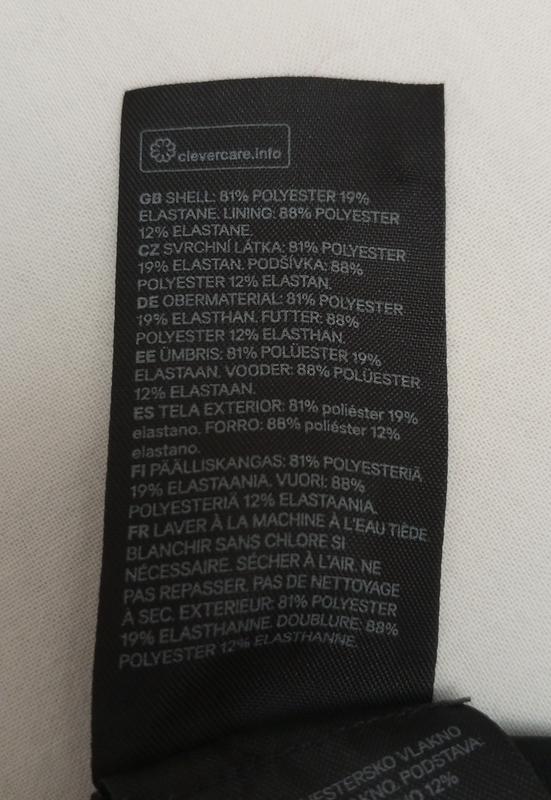 clevercare.info
GB SHELL: 81% POLYESTER 19%
ELASTANE. LINING: 88% POLYESTER
12% ELASTANE.
CZ SVRCHNÍ LÁTKA: 81% POLYESTER
19% ELASTAN. PODŠÍVKA: 88%
POLYESTER 12% ELASTAN.
DE OBERMATERIAL: 81% POLYESTER
19% ELASTHAN. FUTTER: 88%
POLYESTER 12% ELASTHAN.
EE ÜMBRIS: 81% POLÜESTER 19%
ELASTAAN. VOODER: 88% POLÜESTER
12% ELASTAAN.
ES TELA EXTERIOR: 81% poliéster 19%
elastano. FORRO: 88% poliéster 12%
elastano.
FI PÄÄLLISKANGAS: 81% POLYESTERIÄ
19% ELASTAANIA. VUORI: 88%
POLYESTERIÄ 12% ELASTAANIA.
FR LAVER À LA MACHINE À L'EAU TIÈDE
BLANCHIR SANS CHLORE SI
NÉCESSAIRE. SÉCHER À L'AIR. NE
PAS REPASSER. PAS DE NETTOYAGE
À SEC. EXTERIEUR: 81% POLYESTER
19% ELASTHANNE. DOUBLURE: 88%
POLYESTER 12% ELASTHANNE.
VLAKNO
PODSTAVA:
12%